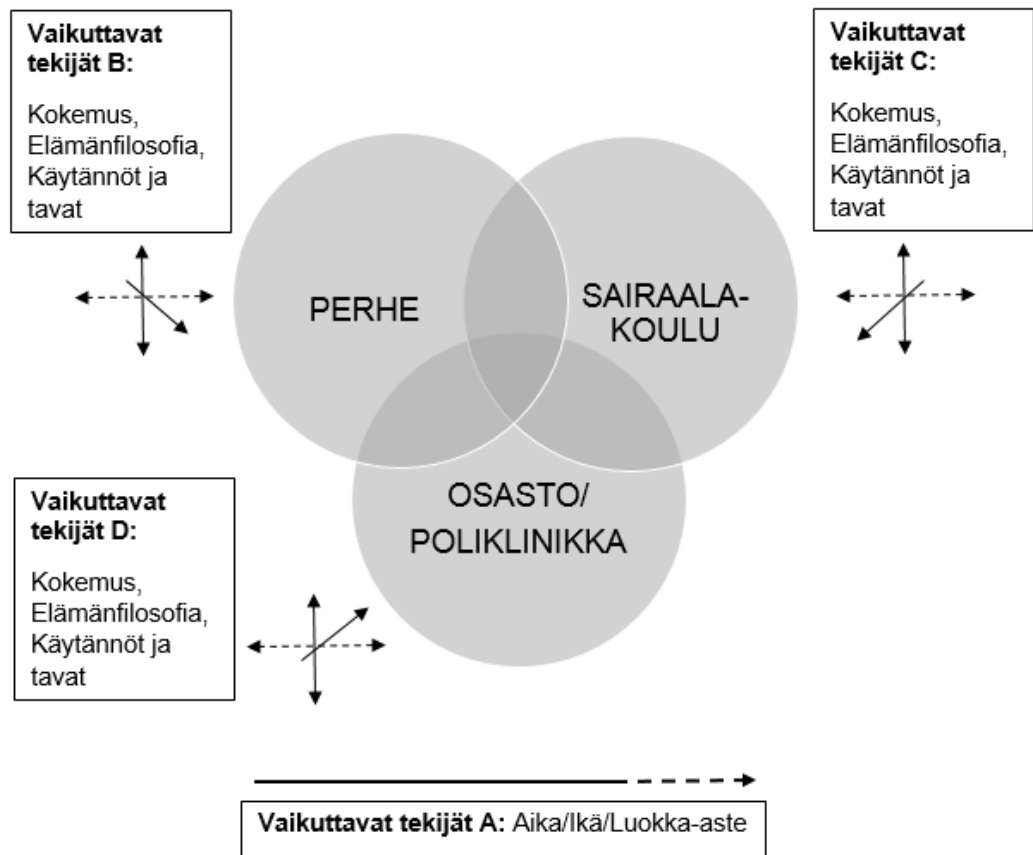 Vaikuttavat
tekijät B:
Kokemus,
Elämänfilosofia,
Käytännöt ja
tavat
Vaikuttavat
tekijät C:
Kokemus,
Elämänfilosofia,
Käytännöt ja
tavat
PERHE
SAIRAALA-
KOULU
OSASTO/
POLIKLINIKKA
Vaikuttavat
tekijät D:
Kokemus,
Elämänfilosofia,
Käytännöt ja
tavat
Vaikuttavat tekijät A: Aika/Ikä/Luokka-aste